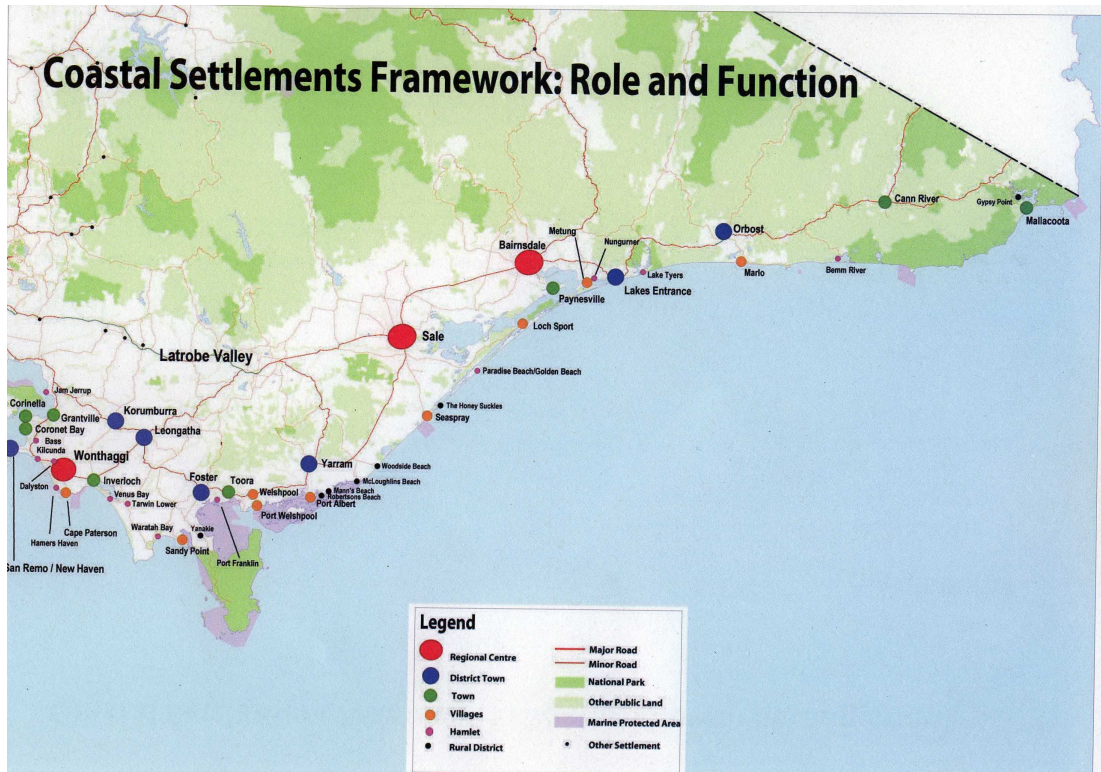 Coastal Settlements Framework: Role and Function
Cann River
Gypsy Point
Mallacoota
Orbost
Metung
Nungurner
Bairnsdale
Marlo
Bemm River
Lake Tyers
Lakes Entrance
Paynesville
Loch Sport
Sale
Latrobe Valley
Paradise Beach/Golden Beach
Jam Jerrup
Corinella
The Honey Suckles
Korumburra
Grantville
Seaspray
Coronet Bay
Leongatha
Bass
Kilcunda
Wonthaggi
Yarram
Woodside Beach
Foster
Toora
Inverloch
McLoughlins Beach
Dalyston
Welshpool
Mann's Beach
Robertsons Beach
Venus Bay
Port Albert
Tarwin Lower
Port Welshpool
Waratah Bay
Yanakie
Cape Paterson
Hamers Haven
Sandy Point
Port Franklin
San Remo / New Haven
Legend
Regional Centre
District Town
Town
Villages
Hamlet
Rural District
Major Road
Minor Road
National Park
Other Public Land
Marine Protected Area
Other Settlement